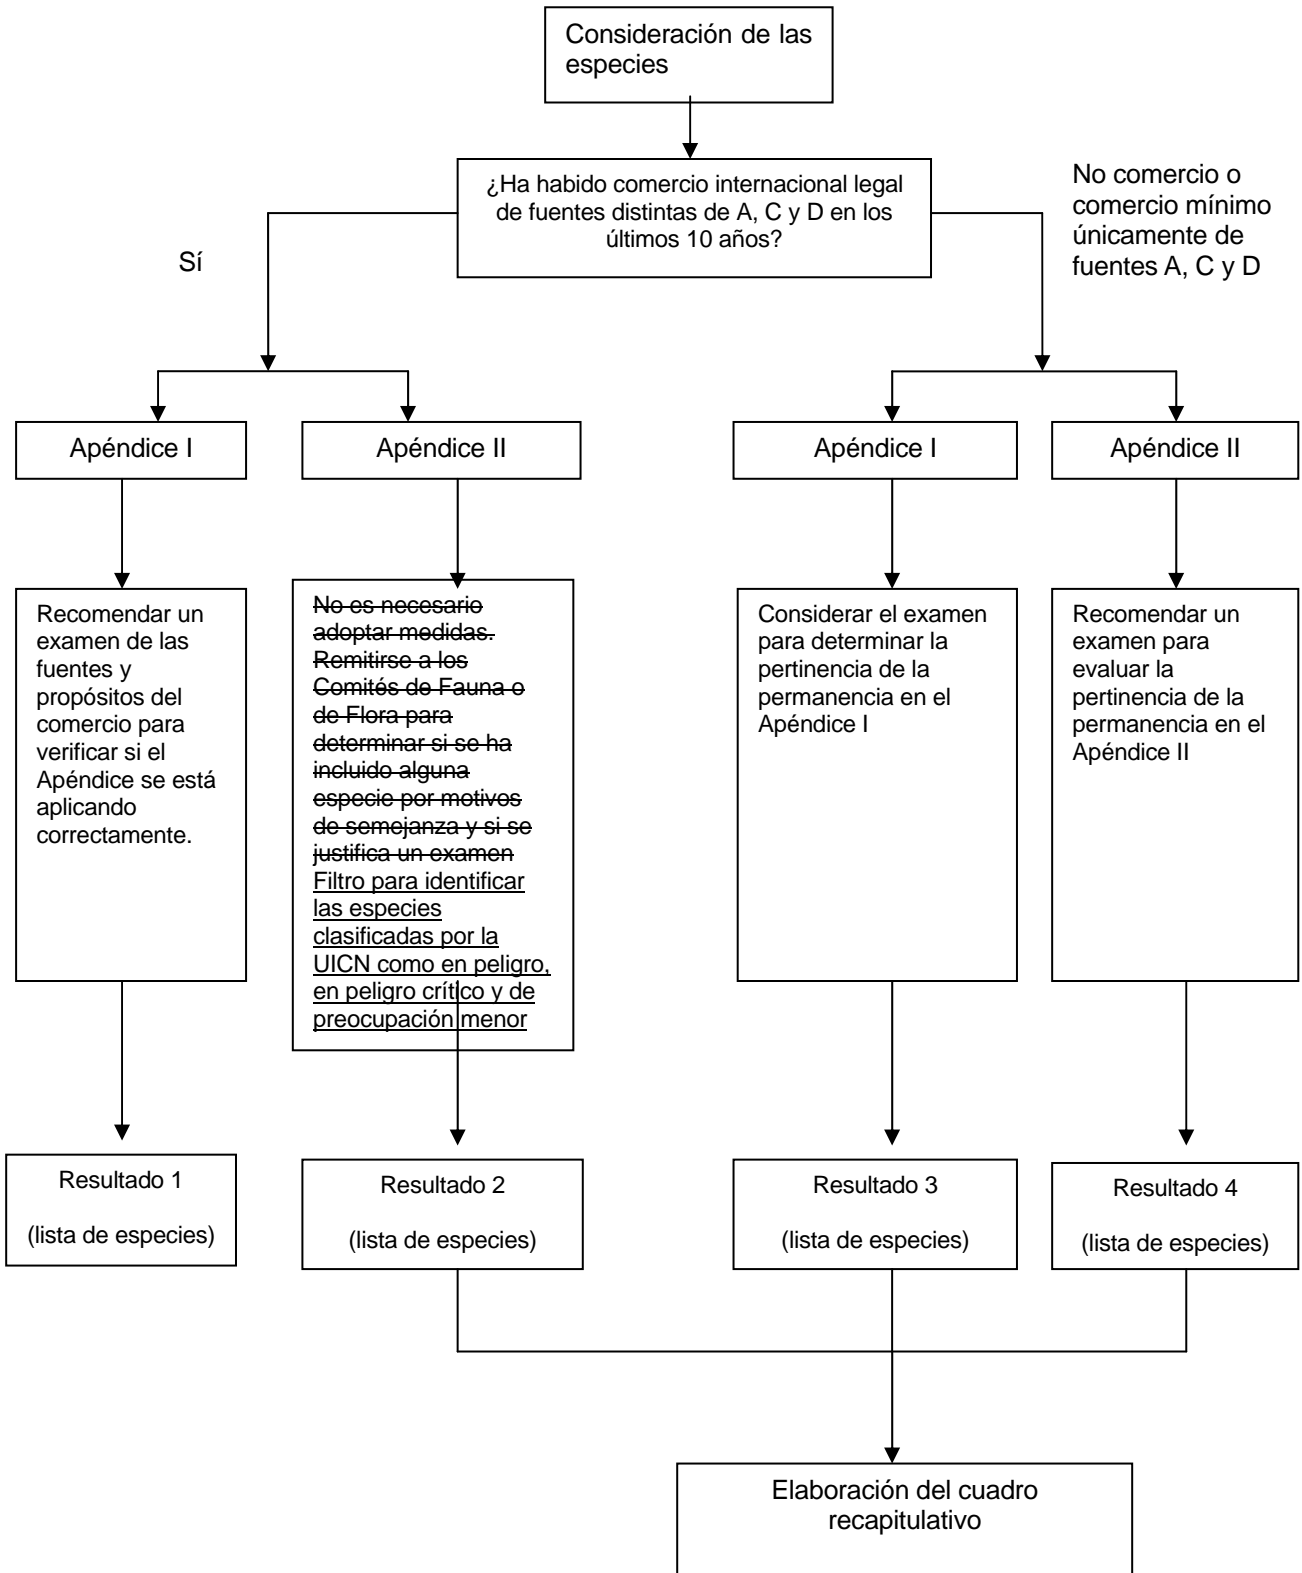 Consideración de las
especies
¿Ha habido comercio internacional legal
de fuentes distintas de A, C y D en los
últimos 10 años?
Sí
No comercio o
comercio mínimo
únicamente de
fuentes A, C y D
Apéndice I
Apéndice II
Apéndice I
Apéndice II
Recomendar un
examen de las
fuentes y
propósitos del
comercio para
verificar si el
Apéndice se está
aplicando
correctamente.
No es necesario
adoptar medidas.
Remitirse a los
Comités de Fauna o
de Flora para
determinar si se ha
incluido alguna
especie por motivos
de semejanza y si se
justifica un examen
Filtro para identificar
las especies
clasificadas por la
UICN como en peligro,
en peligro crítico y de
preocupación menor
Considerar el examen
para determinar la
pertinencia de la
permanencia en el
Apéndice I
Recomendar un
examen para
evaluar la
pertinencia de la
permanencia en el
Apéndice II
Resultado 1
(lista de especies)
Resultado 2
(lista de especies)
Resultado 3
(lista de especies)
Resultado 4
(lista de especies)
Elaboración del cuadro
recapitulativo